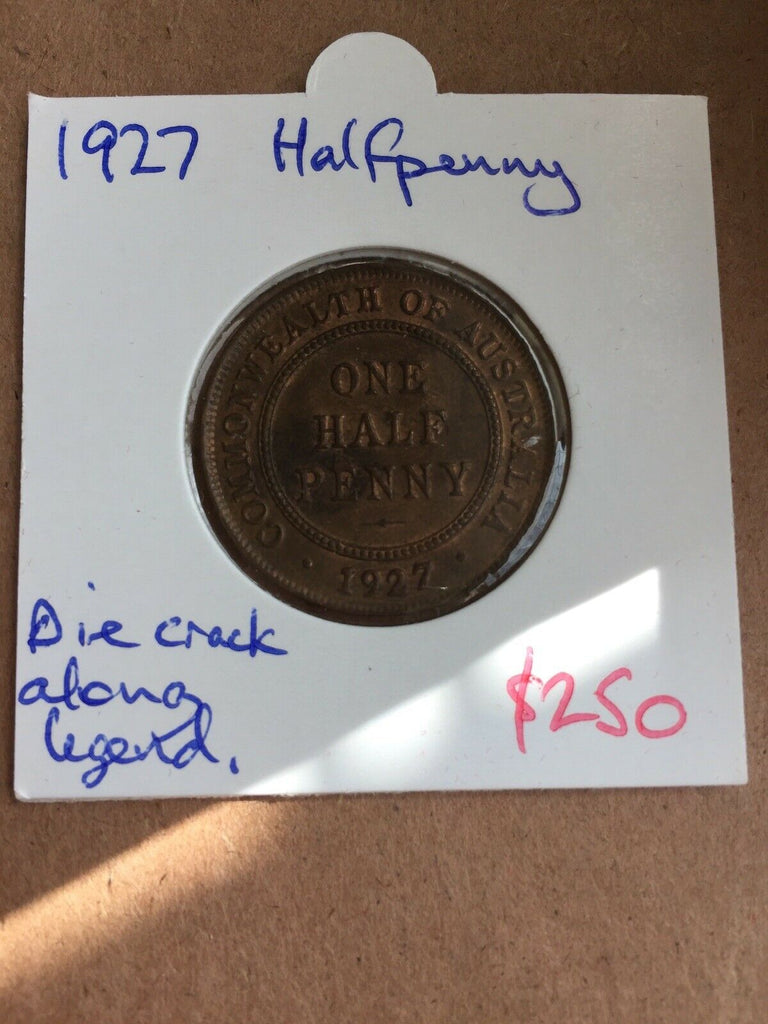 1927 Halfpenny
COMMONWEALTH OF AUSTRALIA
ONE
HALF
PENNY
1927
Die crack
along
legend.
$250